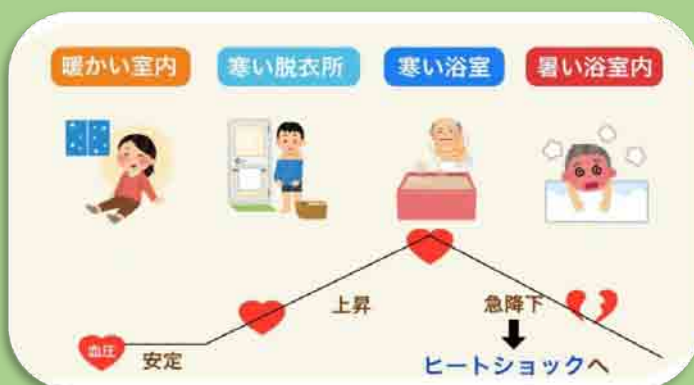 暖かい室内
寒い脱衣所
寒い浴室
暑い浴室内
上昇
急降下
血圧
安定
ヒートショックへ